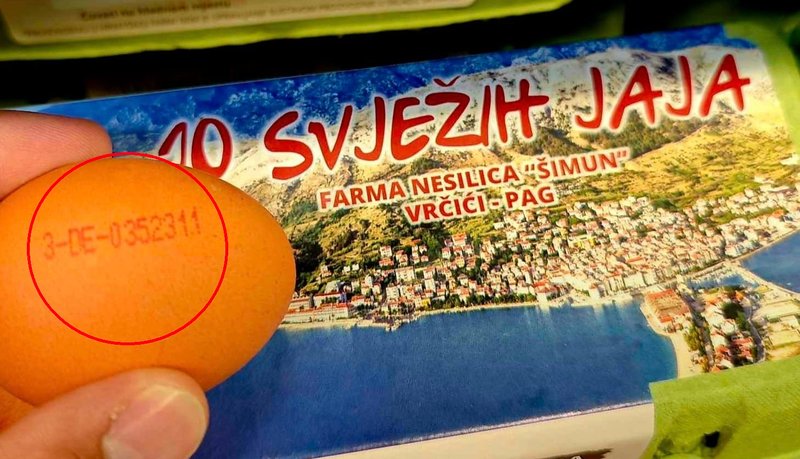 10 SVJEŽIH JAJA
FARMA NESILICA "ŠIMUN"
VRČIĆI - PAG
3-DE-0352311